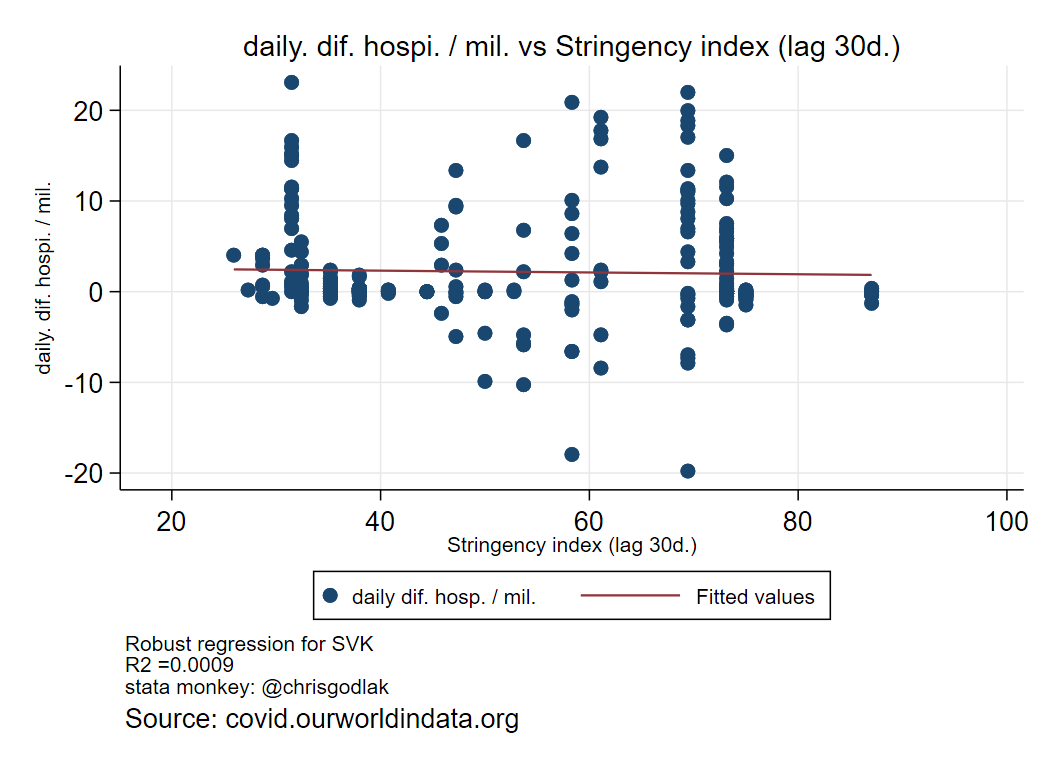 daily. dif. hospi. / mil. vs Stringency index (lag 30d.)
daily. dif. hospi. / mil.
20
10
0
-10
-20
20 40 60 80 100
Stringency index (lag 30d.)
daily dif. hosp. / mil. Fitted values
Robust regression for SVK
R2 =0.0009
stata monkey: @chrisgodlak
Source: covid.ourworldindata.org